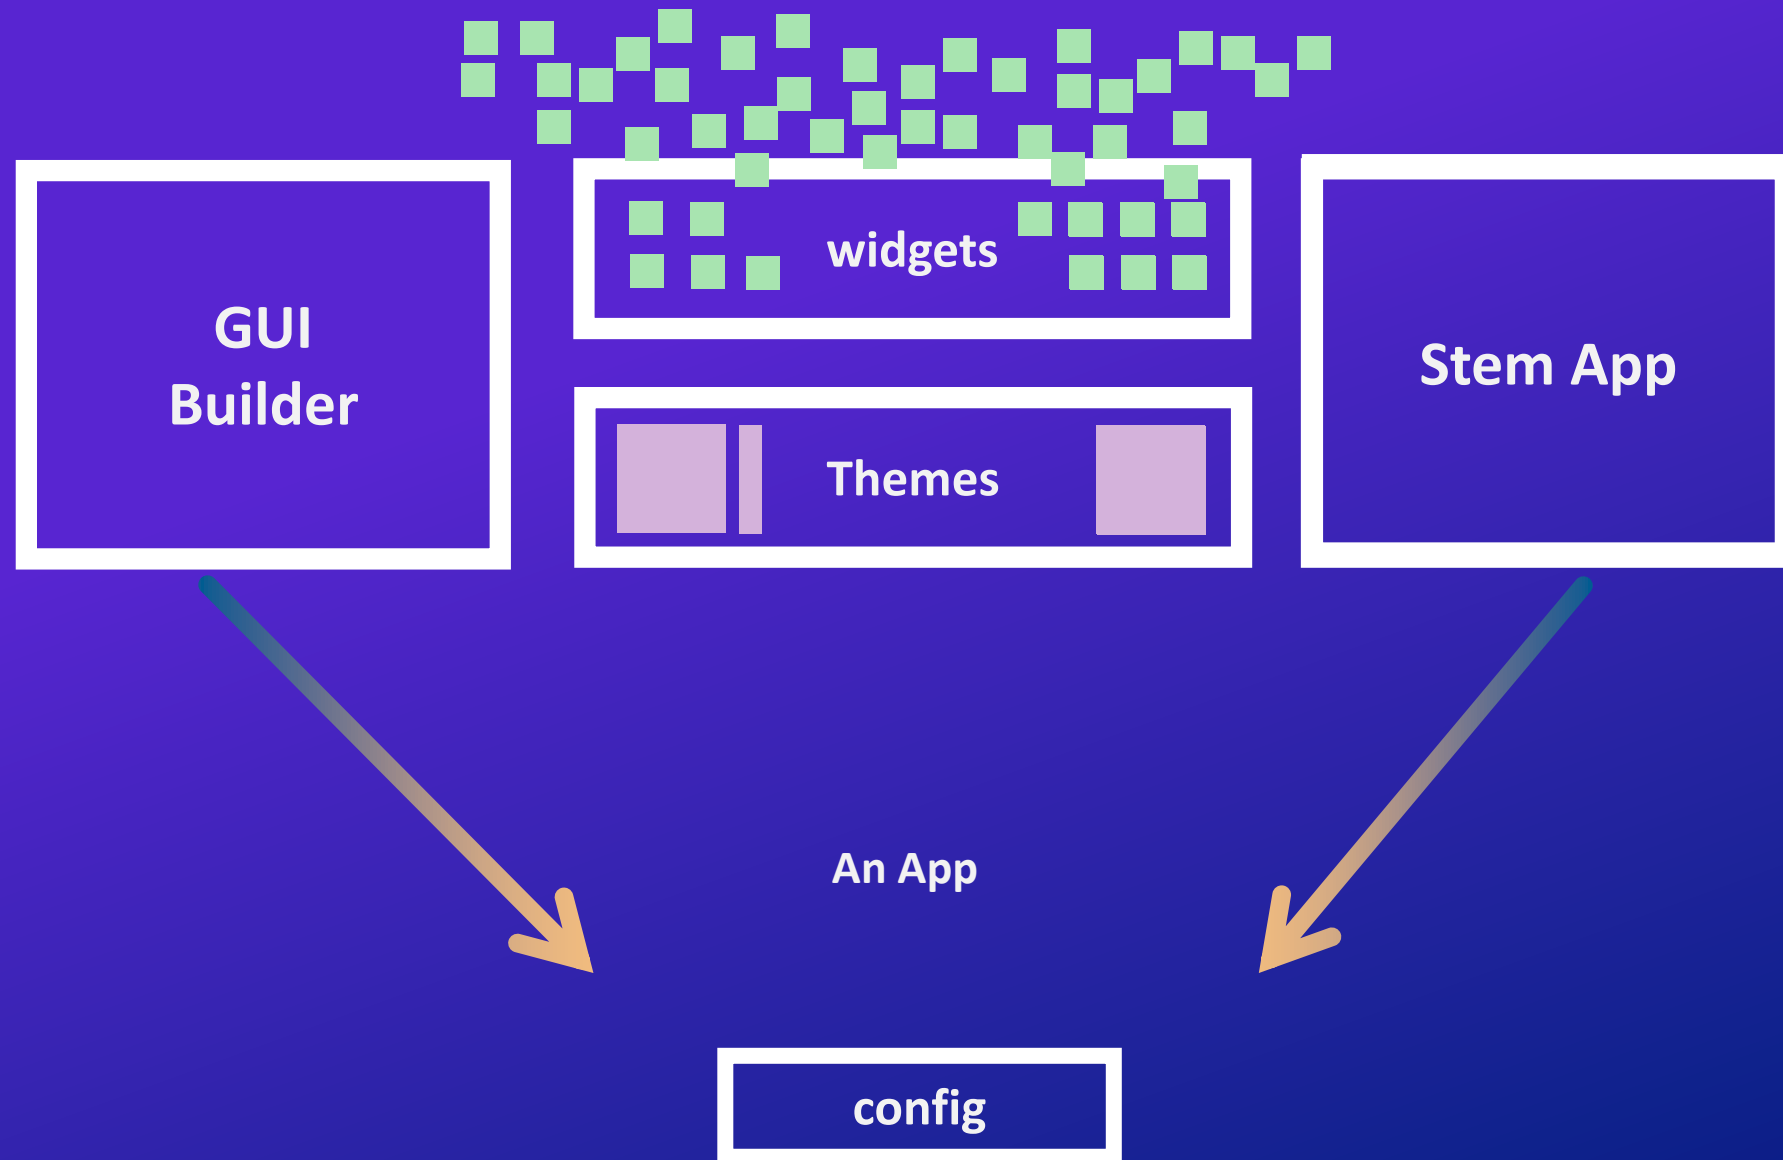 GUI
Builder
widgets
Themes
Stem App
An App
config